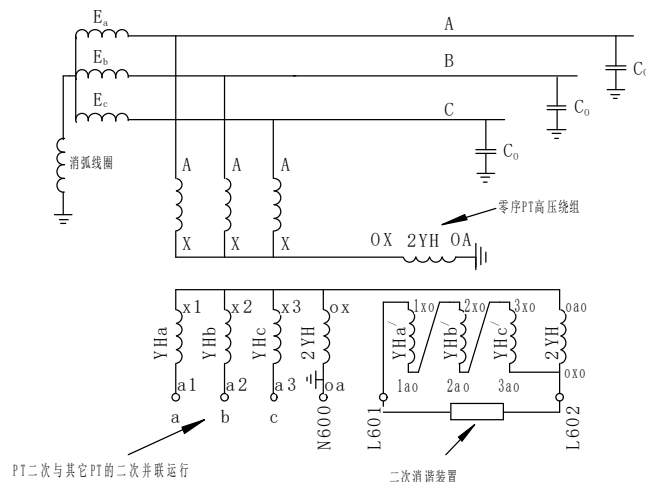 Ea
A
Eb
B
C0
Ec
C
C0
消弧线圈
C0
A
A
A
零序PT高压绕组
X
X
X
OX 2YH OA
x1
x2
x3
ox
1xo
2xo
3xo
oao
YHa
YHb
YHc
2YH
YHa′
YHb′
YHc′
2YH
a1
a2
a3
oa
1ao
2ao
3ao
oxo
a
b
c
N600
L601
L602
PT二次与其它PT的二次并联运行
二次消谐装置